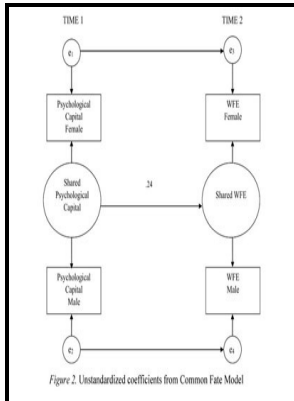 TIME 1
TIME 2
e1
e3
Psychological
Capital
Female
WFE
Female
Shared
Psychological
Capital
.24
Shared WFE
Psychological
Capital
Male
WFE
Male
e2
e4
Figure 2. Unstandardized coefficients from Common Fate Model